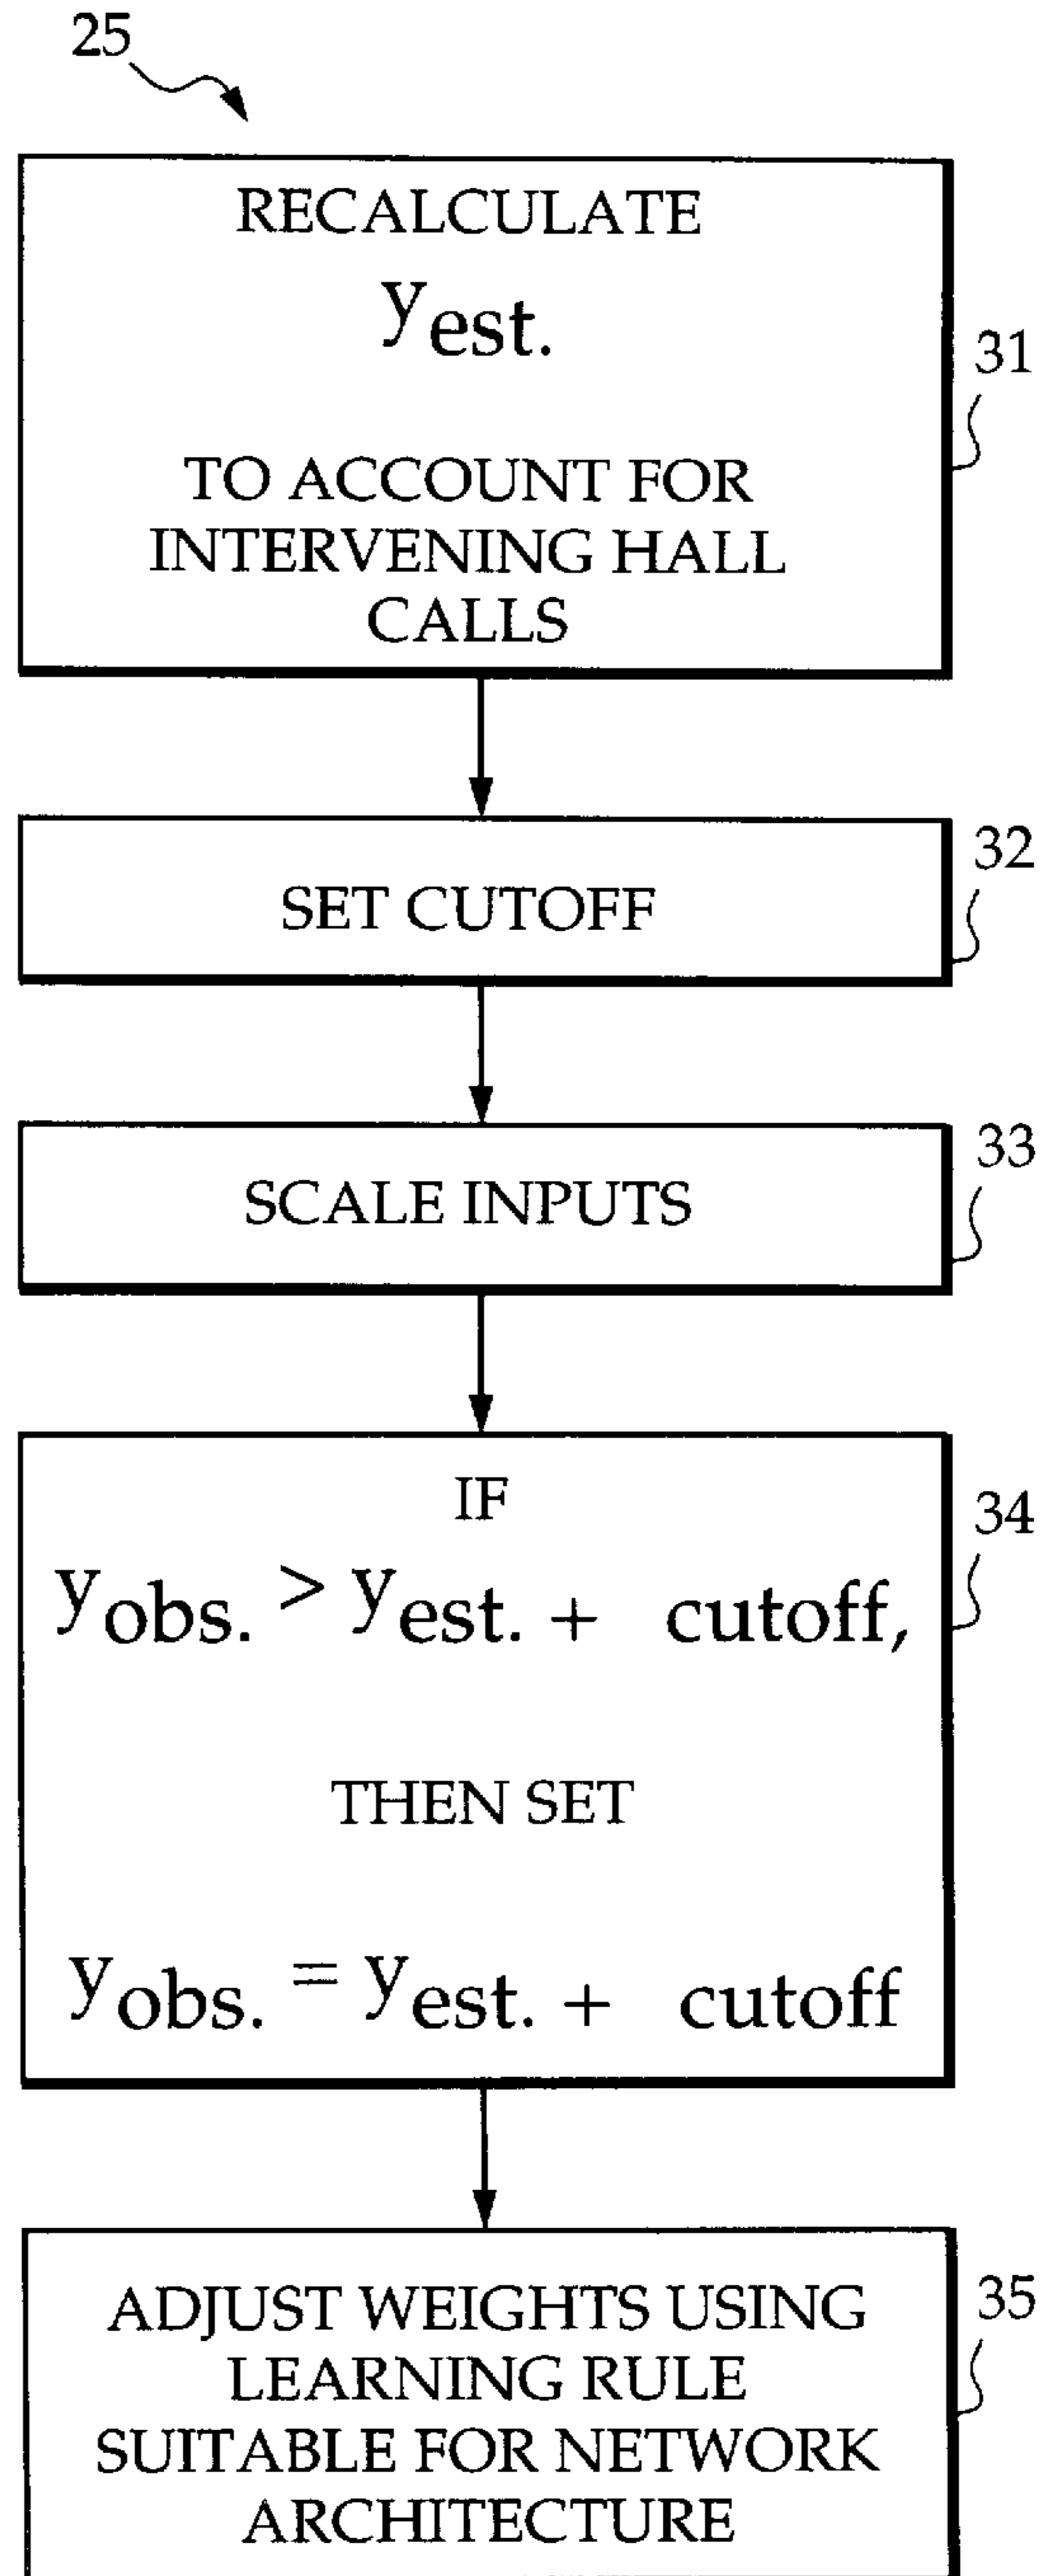 25
RECALCULATE
yest.
TO ACCOUNT FOR
INTERVENING HALL
CALLS
31
SET CUTOFF
32
SCALE INPUTS
33
IF
yobs. > yest. + cutoff,
THEN SET
yobs. = yest. + cutoff
34
ADJUST WEIGHTS USING
LEARNING RULE
SUITABLE FOR NETWORK
ARCHITECTURE
35